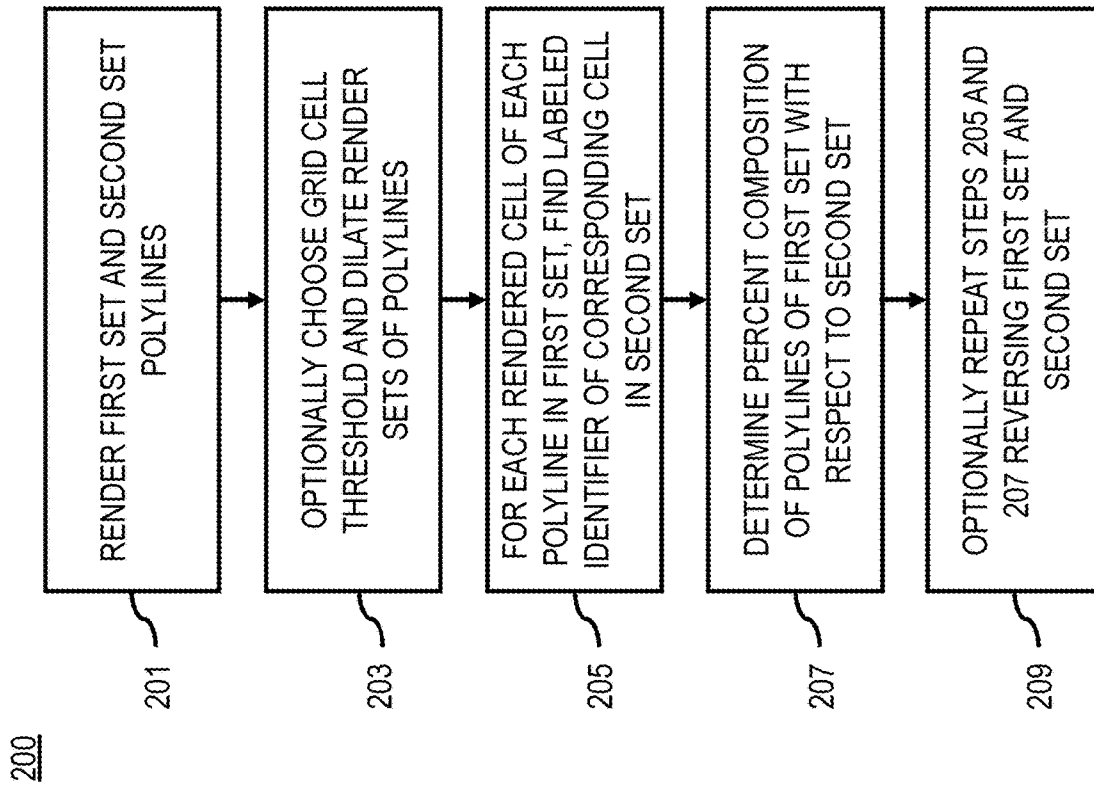 200
201
RENDER FIRST SET AND SECOND SET
POLYLINES
203
OPTIONALLY CHOOSE GRID CELL
THRESHOLD AND DILATE RENDER
SETS OF POLYLINES
205
FOR EACH RENDERED CELL OF EACH
POLYLINE IN FIRST SET, FIND LABELED
IDENTIFIER OF CORRESPONDING CELL
IN SECOND SET
207
DETERMINE PERCENT COMPOSITION
OF POLYLINES OF FIRST SET WITH
RESPECT TO SECOND SET
209
OPTIONALLY REPEAT STEPS 205 AND
207 REVERSING FIRST SET AND
SECOND SET